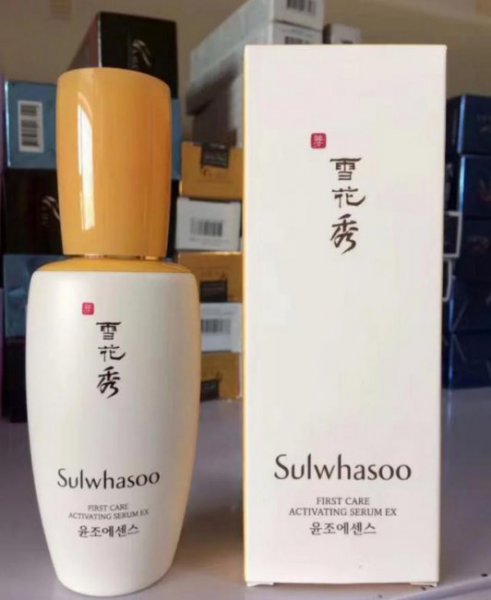 雪
花
秀
Sulwhasoo
FIRST CARE
ACTIVATING SERUM EX
윤조에센스
雪
花
秀
Sulwhasoo
FIRST CARE
ACTIVATING SERUM EX
윤조에센스